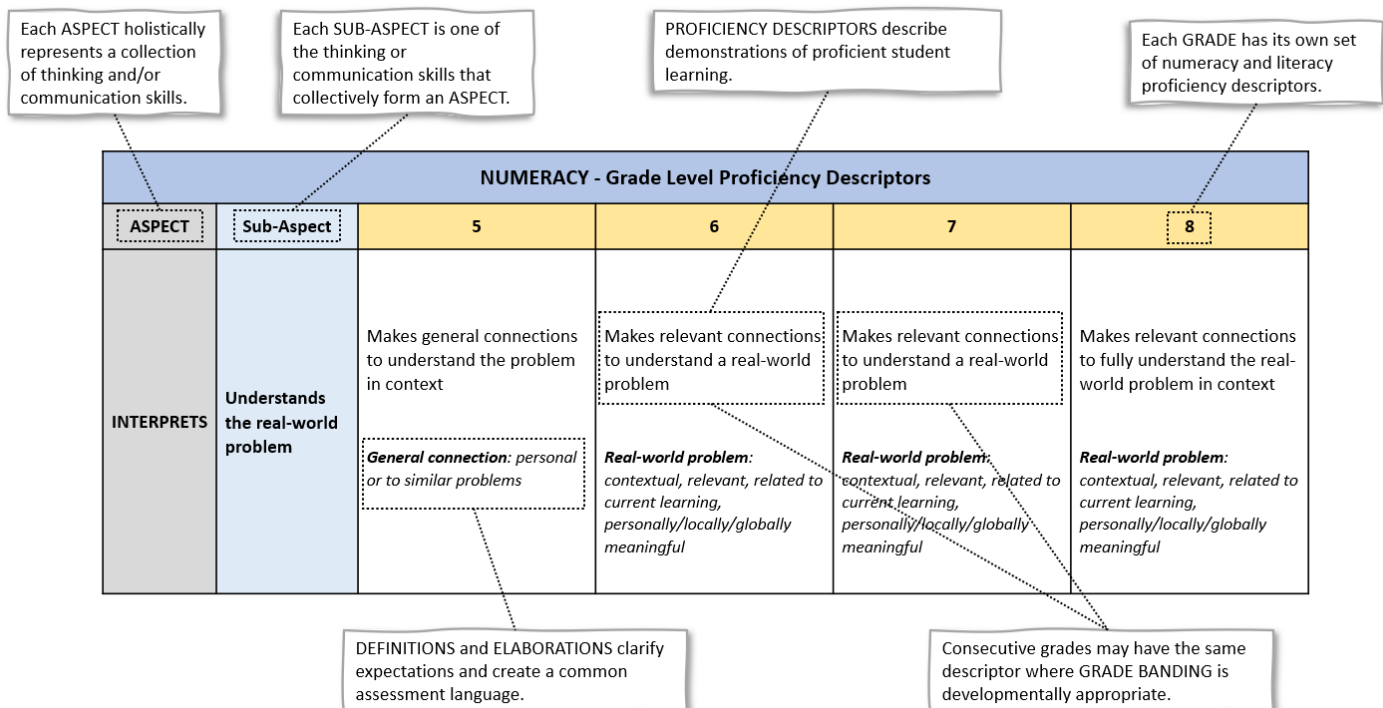 Each ASPECT holistically
represents a collection
of thinking and/or
communication skills.
Each SUB-ASPECT is one of
the thinking or
communication skills that
collectively form an ASPECT.
PROFICIENCY DESCRIPTORS describe
demonstrations of proficient student
learning.
Each GRADE has its own set
of numeracy and literacy
proficiency descriptors.
NUMERACY - Grade Level Proficiency Descriptors
ASPECT
Sub-Aspect
5
6
7
8
INTERPRETS
Understands
the real-world
problem
Makes general connections
to understand the problem
in context
General connection: personal
or to similar problems
Makes relevant connections
to understand a real-world
problem
Real-world problem:
contextual, relevant, related to
current learning,
personally/locally/globally
meaningful
Makes relevant connections
to understand a real-world
problem
Real-world problem:
contextual, relevant, related to
current learning,
personally/locally/globally
meaningful
Makes relevant connections
to fully understand the real-
world problem in context
Real-world problem:
contextual, relevant, related to
current learning,
personally/locally/globally
meaningful
DEFINITIONS and ELABORATIONS clarify
expectations and create a common
assessment language.
Consecutive grades may have the same
descriptor where GRADE BANDING is
developmentally appropriate.